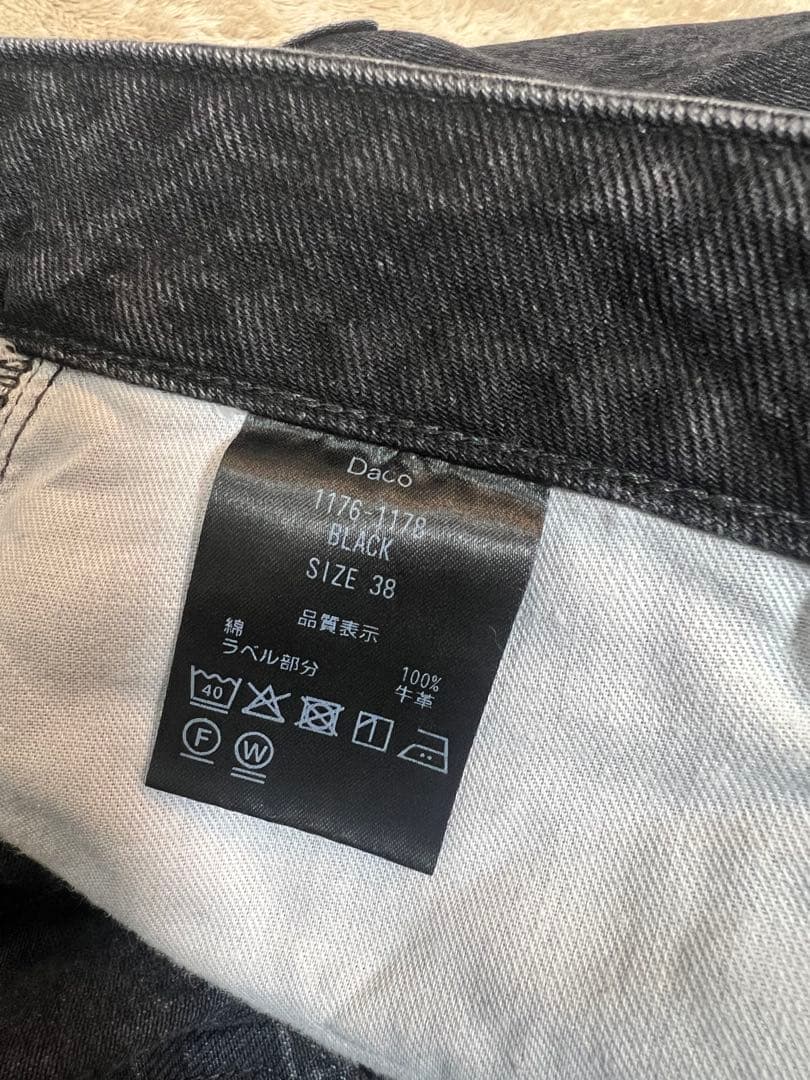 Daco
1176-1178
BLACK
SIZE 38
品質表示
綿 100%
ラベル部分 牛革
40
F W